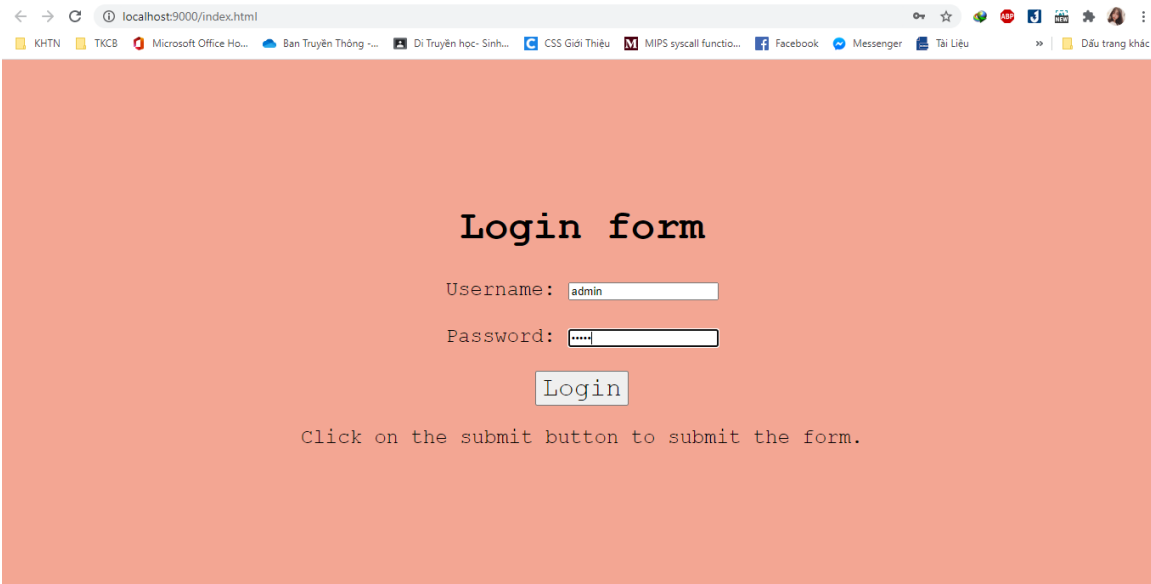 localhost:9000/index.html
ABP
NEW
KHTN TKCB Microsoft Office Ho... Ban Truyền Thông -... Di Truyền học- Sinh... C CSS Giới Thiệu M MIPS syscall functio... Facebook Messenger Tài Liệu » Dấu trang khác
Login form
Username: admin
Password: •••••
Login
Click on the submit button to submit the form.